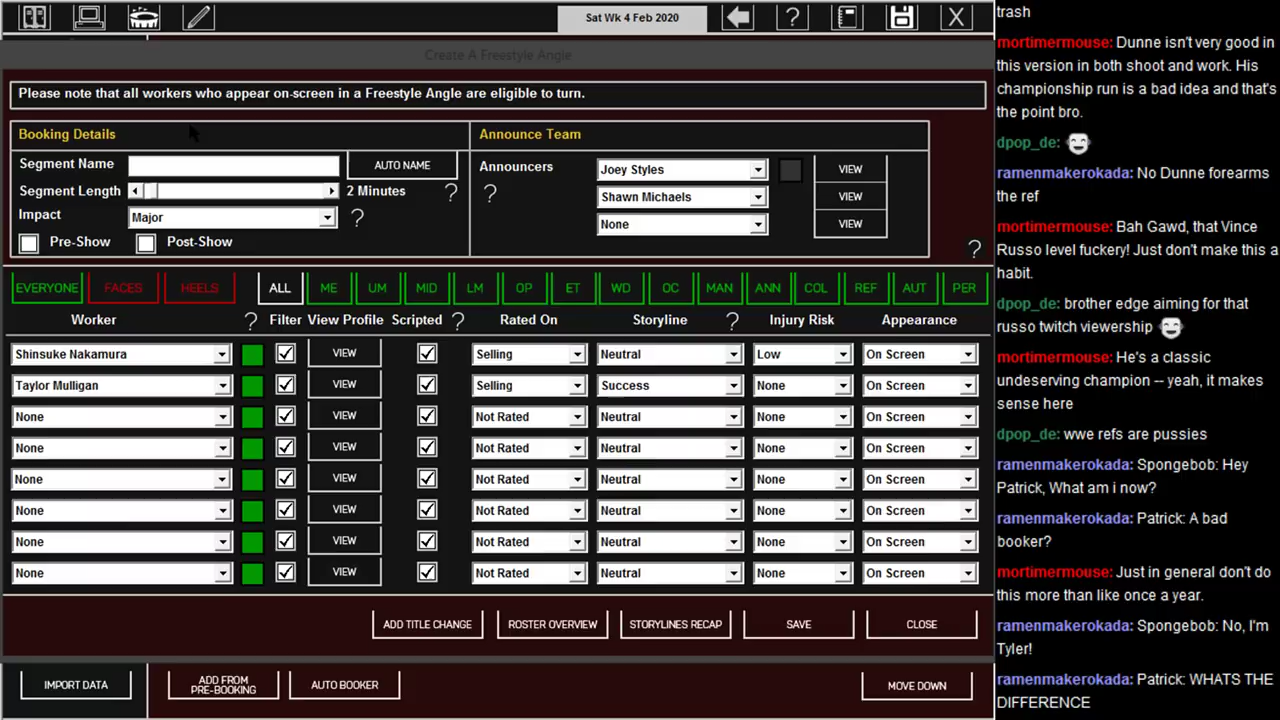 Sat Wk 4 Feb 2020
?
X
Create A Freestyle Angle
Please note that all workers who appear on-screen in a Freestyle Angle are eligible to turn.
Booking Details
Segment Name
AUTO NAME
Segment Length
2 Minutes
?
Impact
Major
?
Pre-Show
Post-Show
Announce Team
Announcers
?
Joey Styles
VIEW
Shawn Michaels
VIEW
None
VIEW
?
EVERYONE FACES HEELS ALL ME UM MID LM OP ET WD OC MAN ANN COL REF AUT PER
Worker ? Filter View Profile Scripted ? Rated On Storyline ? Injury Risk Appearance
Shinsuke Nakamura VIEW Selling Neutral Low On Screen
Taylor Mulligan VIEW Selling Success None On Screen
None VIEW Not Rated Neutral None On Screen
None VIEW Not Rated Neutral None On Screen
None VIEW Not Rated Neutral None On Screen
None VIEW Not Rated Neutral None On Screen
None VIEW Not Rated Neutral None On Screen
None VIEW Not Rated Neutral None On Screen
ADD TITLE CHANGE ROSTER OVERVIEW STORYLINES RECAP SAVE CLOSE
IMPORT DATA
ADD FROM
PRE-BOOKING
AUTO BOOKER
MOVE DOWN
trash
mortimermouse: Dunne isn't very good in
this version in both shoot and work. His
championship run is a bad idea and that's
the point bro.
dpop_de:
ramenmakerokada: No Dunne forearms
the ref
mortimermouse: Bah Gawd, that Vince
Russo level fuckery! Just don't make this a
habit.
dpop_de: brother edge aiming for that
russo twitch viewership
mortimermouse: He's a classic
undeserving champion -- yeah, it makes
sense here
dpop_de: wwe refs are pussies
ramenmakerokada: Spongebob: Hey
Patrick, What am i now?
ramenmakerokada: Patrick: A bad
booker?
mortimermouse: Just in general don't do
this more than like once a year.
ramenmakerokada: Spongebob: No, I'm
Tyler!
ramenmakerokada: Patrick: WHATS THE
DIFFERENCE